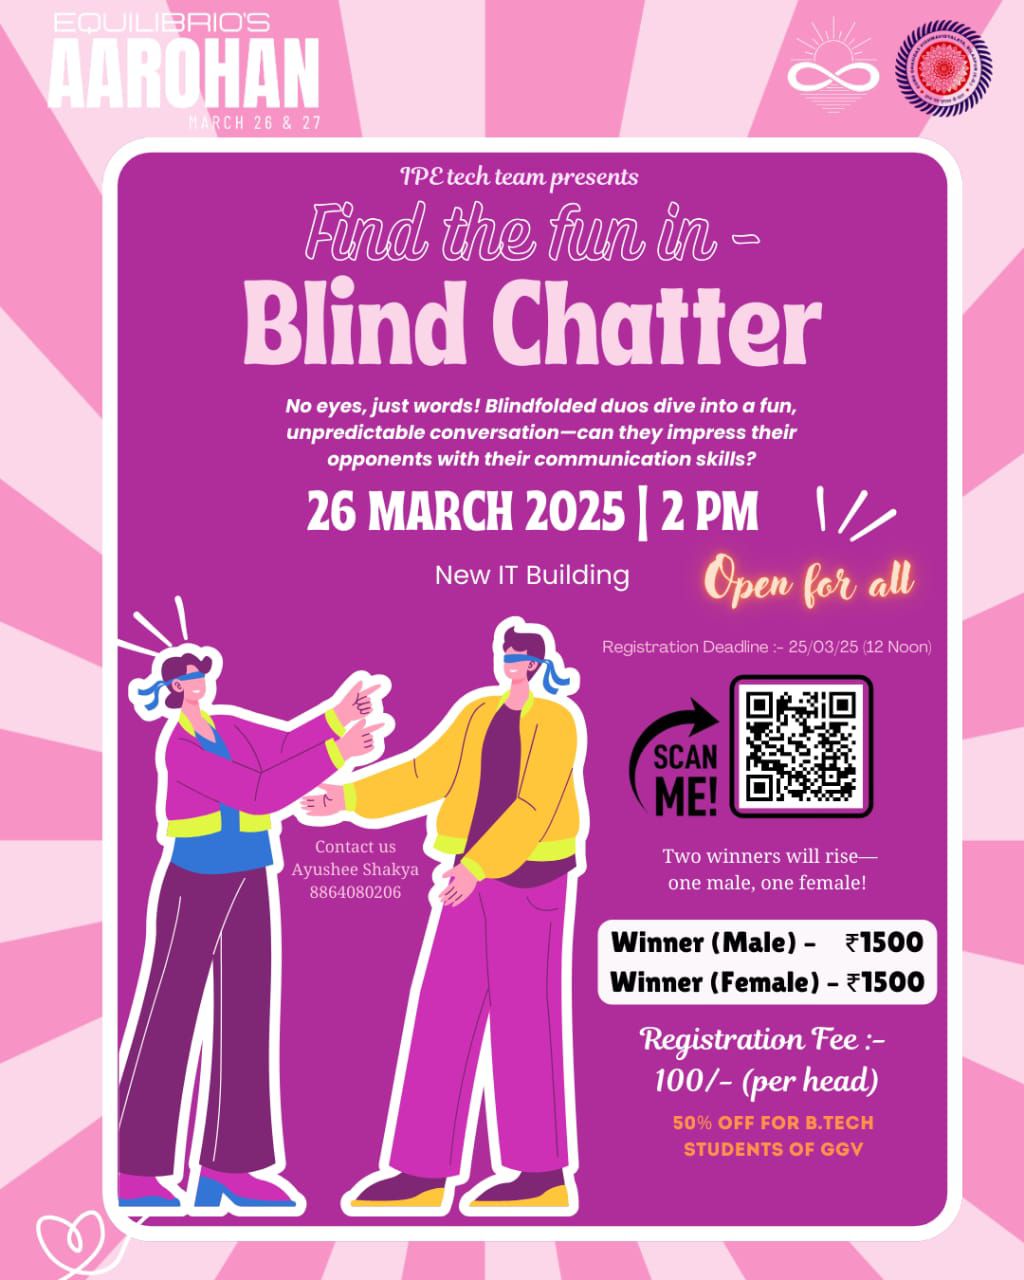 EQUILIBRIO'S
AAROHAN
MARCH 26 & 27
IPE tech team presents
Find the fun in -
Blind Chatter
No eyes, just words! Blindfolded duos dive into a fun,
unpredictable conversation—can they impress their
opponents with their communication skills?
26 MARCH 2025 | 2 PM
New IT Building
Open for all
Registration Deadline :- 25/03/25 (12 Noon)
SCAN
ME!
Contact us
Ayushee Shakya
8864080206
Two winners will rise—
one male, one female!
Winner (Male) - ₹1500
Winner (Female) - ₹1500
Registration Fee :-
100/- (per head)
50% OFF FOR B.TECH
STUDENTS OF GGV